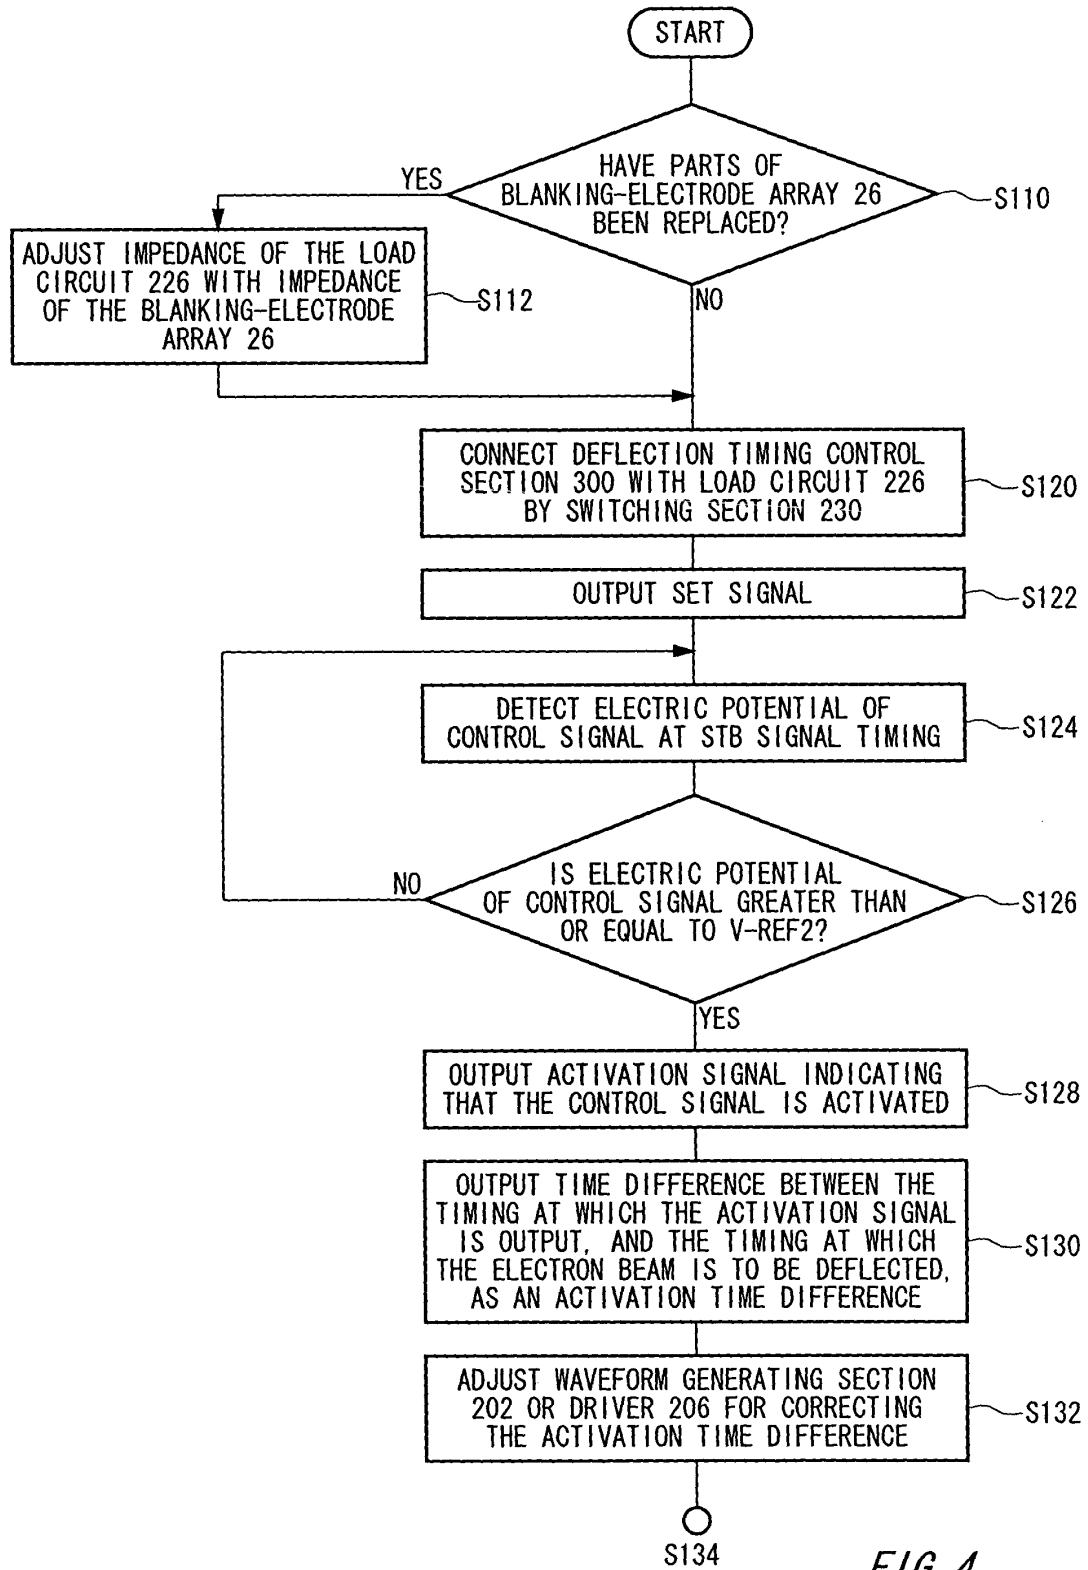 START
HAVE PARTS OF
BLANKING-ELECTRODE ARRAY 26
BEEN REPLACED?
YES
S110
NO
ADJUST IMPEDANCE OF THE LOAD
CIRCUIT 226 WITH IMPEDANCE
OF THE BLANKING-ELECTRODE
ARRAY 26
S112
CONNECT DEFLECTION TIMING CONTROL
SECTION 300 WITH LOAD CIRCUIT 226
BY SWITCHING SECTION 230
S120
OUTPUT SET SIGNAL
S122
DETECT ELECTRIC POTENTIAL OF
CONTROL SIGNAL AT STB SIGNAL TIMING
S124
IS ELECTRIC POTENTIAL
OF CONTROL SIGNAL GREATER THAN
OR EQUAL TO V-REF2?
NO
S126
YES
OUTPUT ACTIVATION SIGNAL INDICATING
THAT THE CONTROL SIGNAL IS ACTIVATED
S128
OUTPUT TIME DIFFERENCE BETWEEN THE
TIMING AT WHICH THE ACTIVATION SIGNAL
IS OUTPUT, AND THE TIMING AT WHICH
THE ELECTRON BEAM IS TO BE DEFLECTED,
AS AN ACTIVATION TIME DIFFERENCE
S130
ADJUST WAVEFORM GENERATING SECTION
202 OR DRIVER 206 FOR CORRECTING
THE ACTIVATION TIME DIFFERENCE
S132
S134
FIG. 4